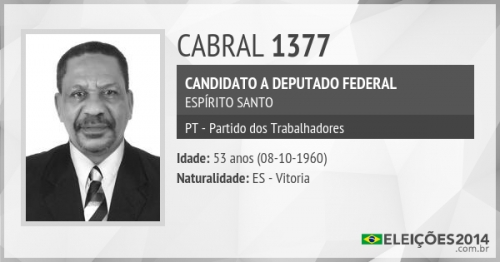 CABRAL 1377
CANDIDATO A DEPUTADO FEDERAL
ESPÍRITO SANTO
PT - Partido dos Trabalhadores
Idade: 53 anos (08-10-1960)
Naturalidade: ES - Vitoria
ELEIÇÕES2014
.com.br